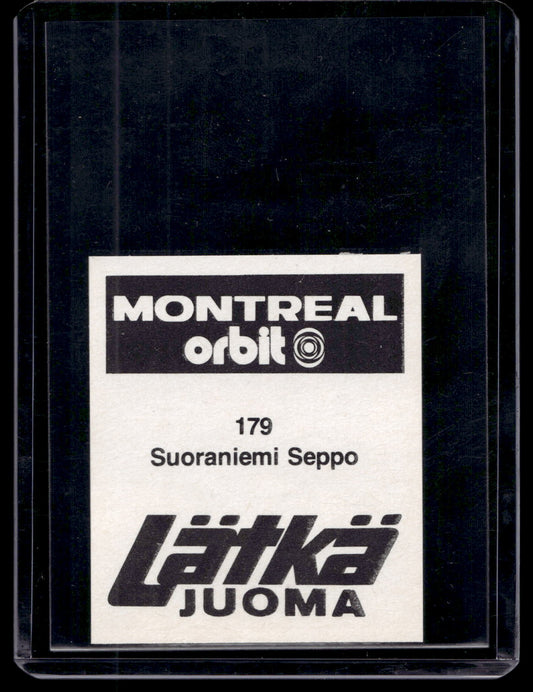 MONTREAL
orbit
179
Suoraniemi Seppo
Lätkä
JUOMA